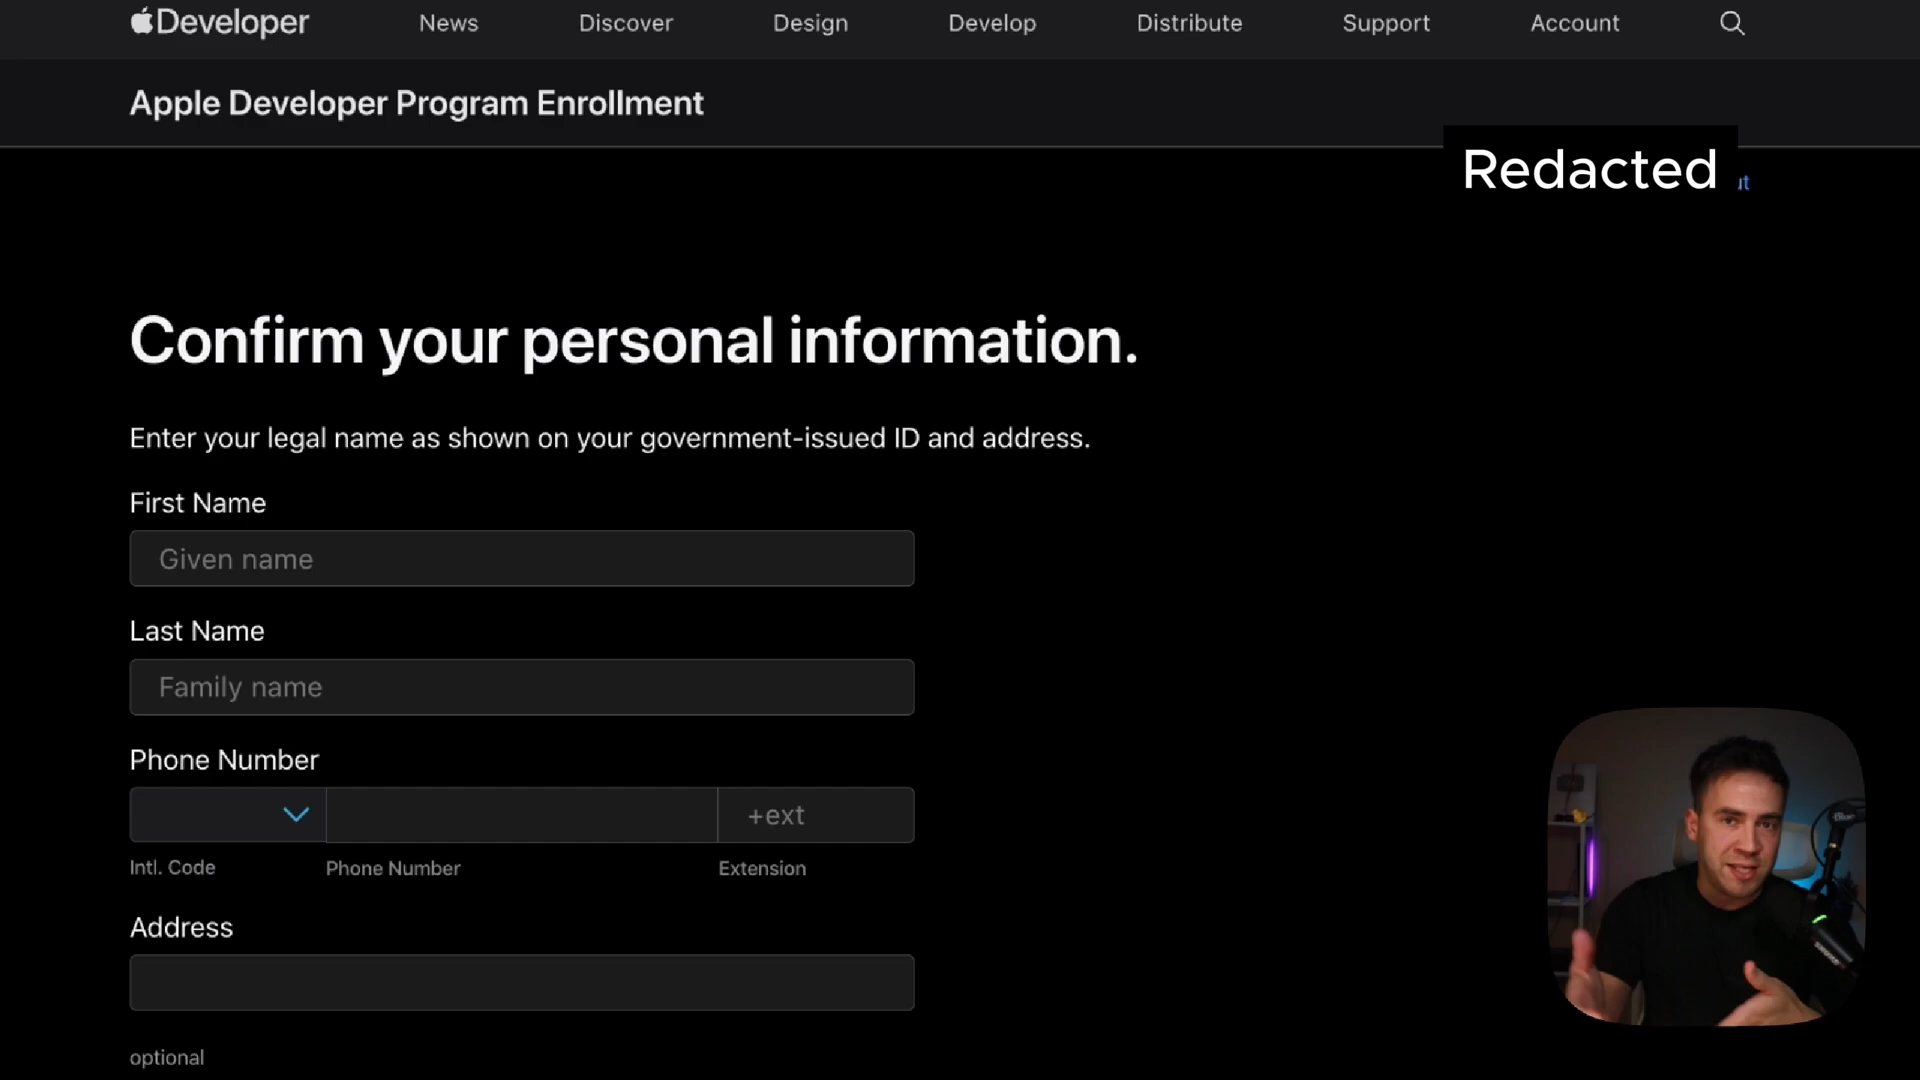 Developer News Discover Design Develop Distribute Support Account
Apple Developer Program Enrollment
Redacted
Confirm your personal information.
Enter your legal name as shown on your government-issued ID and address.
First Name
Given name
Last Name
Family name
Phone Number
+ext
Intl. Code Phone Number Extension
Address
optional